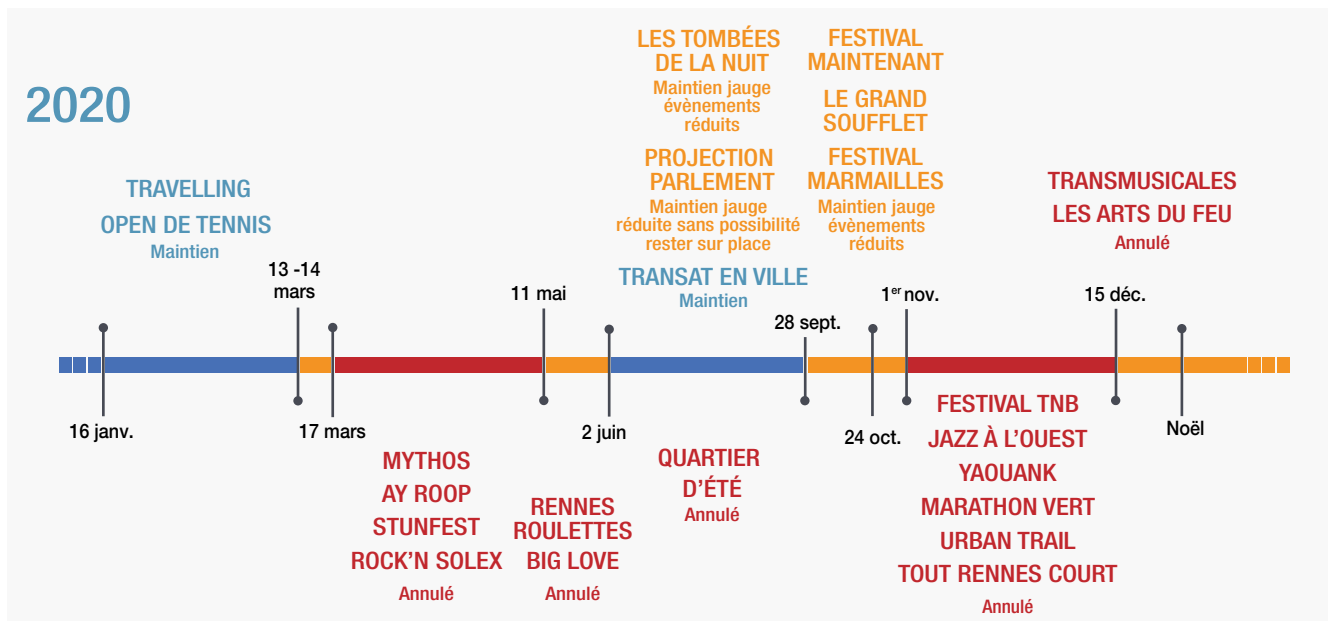 2020
TRAVELLING
OPEN DE TENNIS
Maintien
LES TOMBÉES
DE LA NUIT
Maintien jauge
évènements
réduits
PROJECTION
PARLEMENT
Maintien jauge
réduite sans possibilité
rester sur place
TRANSAT EN VILLE
Maintien
FESTIVAL
MAINTENANT
LE GRAND
SOUFFLET
FESTIVAL
MARMAILLES
Maintien jauge
évènements
réduits
TRANSMUSICALES
LES ARTS DU FEU
Annulé
13 -14
mars
11 mai
28 sept.
1er nov.
15 déc.
16 janv.
17 mars
2 juin
24 oct.
Noël
MYTHOS
AY ROOP
STUNFEST
ROCK'N SOLEX
Annulé
RENNES
ROULETTES
BIG LOVE
Annulé
QUARTIER
D'ÉTÉ
Annulé
FESTIVAL TNB
JAZZ À L'OUEST
YAOUANK
MARATHON VERT
URBAN TRAIL
TOUT RENNES COURT
Annulé